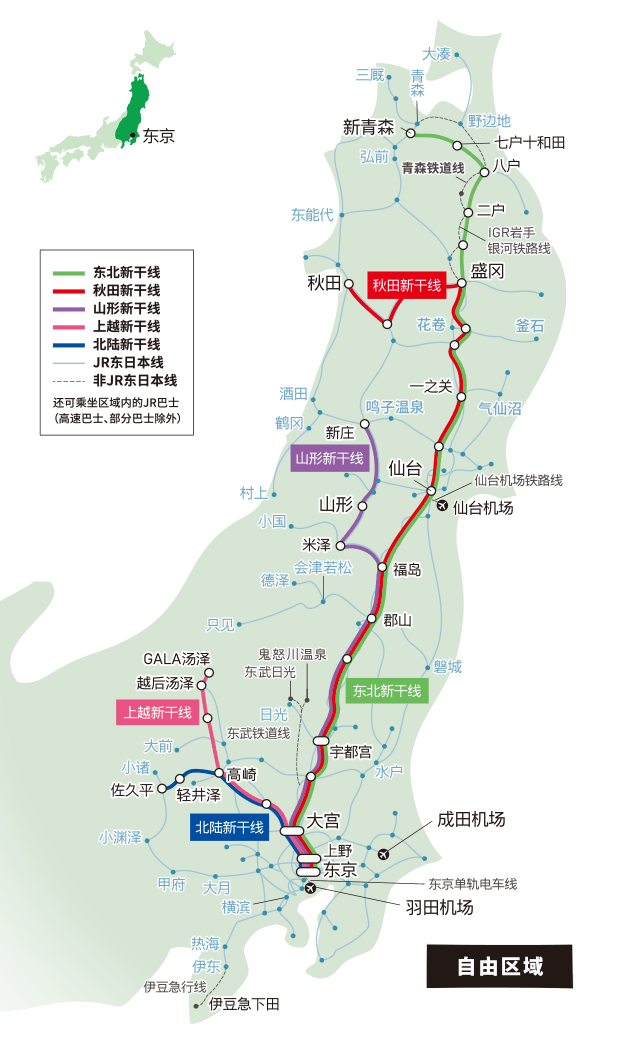 大凑
三厩
青森
新青森
野边地
七户十和田
弘前
青森铁道线
八户
二户
东能代
IGR岩手
银河铁路线
东京
秋田
秋田新干线
盛冈
花卷
釜石
东北新干线
秋田新干线
山形新干线
上越新干线
北陆新干线
JR东日本线
非JR东日本线
还可乘坐区域内的JR巴士
（高速巴士、部分巴士除外）
一之关
酒田
鸣子温泉
气仙沼
鹤冈
新庄
山形新干线
仙台
仙台机场铁路线
村上
山形
仙台机场
小国
米泽
会津若松
福岛
德泽
只见
郡山
鬼怒川温泉
GALA汤泽
东武日光
磐城
越后汤泽
东北新干线
上越新干线
日光
东武铁道线
大前
宇都宫
小诸
高崎
水户
佐久平
轻井泽
北陆新干线
大宫
成田机场
小渊泽
上野
东京
甲府
大月
东京单轨电车线
横滨
羽田机场
热海
伊东
自由区域
伊豆急行线
伊豆急下田